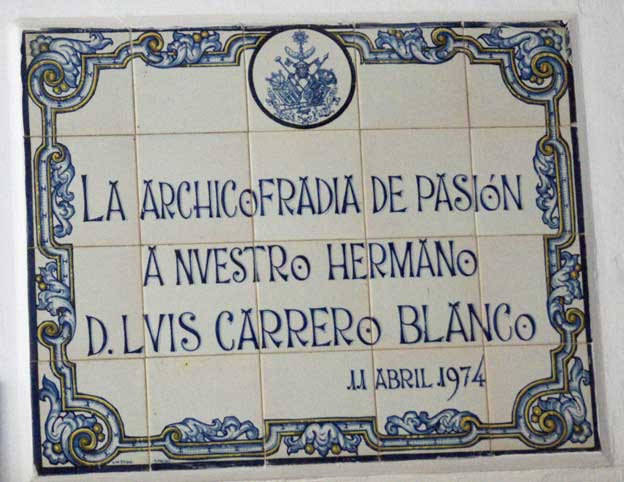 LA ARCHICOFRADIA DE PASIÓN
A NVESTRO HERMANO
D. LVIS CARRERO BLANCO
11 ABRIL.1974